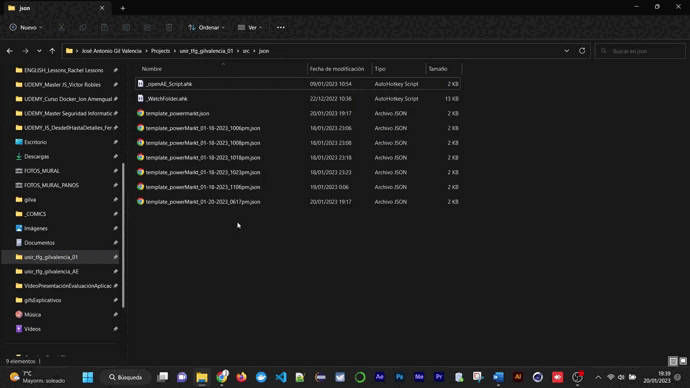 json
Nuevo
Ordenar
Ver
José Antonio Gil Valencia > Projects > unir_tfg_gilvalencia_01 > src > json
Buscar en json
Nombre Fecha de modificación Tipo Tamaño
_openAE_Script.ahk 09/01/2023 10:54 AutoHotkey Script 2 KB
_WatchFolder.ahk 22/12/2022 10:36 AutoHotkey Script 13 KB
template_powermarkt.json 20/01/2023 19:17 Archivo JSON 2 KB
template_powerMarkt_01-18-2023_1006pm.json 18/01/2023 23:06 Archivo JSON 2 KB
template_powerMarkt_01-18-2023_1008pm.json 18/01/2023 23:08 Archivo JSON 2 KB
template_powerMarkt_01-18-2023_1018pm.json 18/01/2023 23:18 Archivo JSON 2 KB
template_powerMarkt_01-18-2023_1023pm.json 18/01/2023 23:23 Archivo JSON 2 KB
template_powerMarkt_01-18-2023_1106pm.json 19/01/2023 0:06 Archivo JSON 2 KB
template_powerMarkt_01-20-2023_0617pm.json 20/01/2023 19:17 Archivo JSON 2 KB
ENGLISH_Lessons_Rachel Lessons
UDEMY_Master JS_Victor Robles
UDEMY_Curso Docker_Jon Amengual
UDEMY_Master Seguridad Informatic
UDEMY_JS_Desde0HastaDetalles_Fer
Escritorio
Descargas
FOTOS_MURAL
FOTOS_MURAL_PANOS
gilva
_COMICS
Imágenes
Documentos
unir_tfg_gilvalencia_01
unir_tfg_gilvalencia_AE
VideoPresentaciónEvaluaciónAplicac
gifsExplicativos
Música
Vídeos
9 elementos
7°C
Mayorm. soleado
Búsqueda
Ae
Ps
Me
Pr
Ai
19:39
20/01/2023